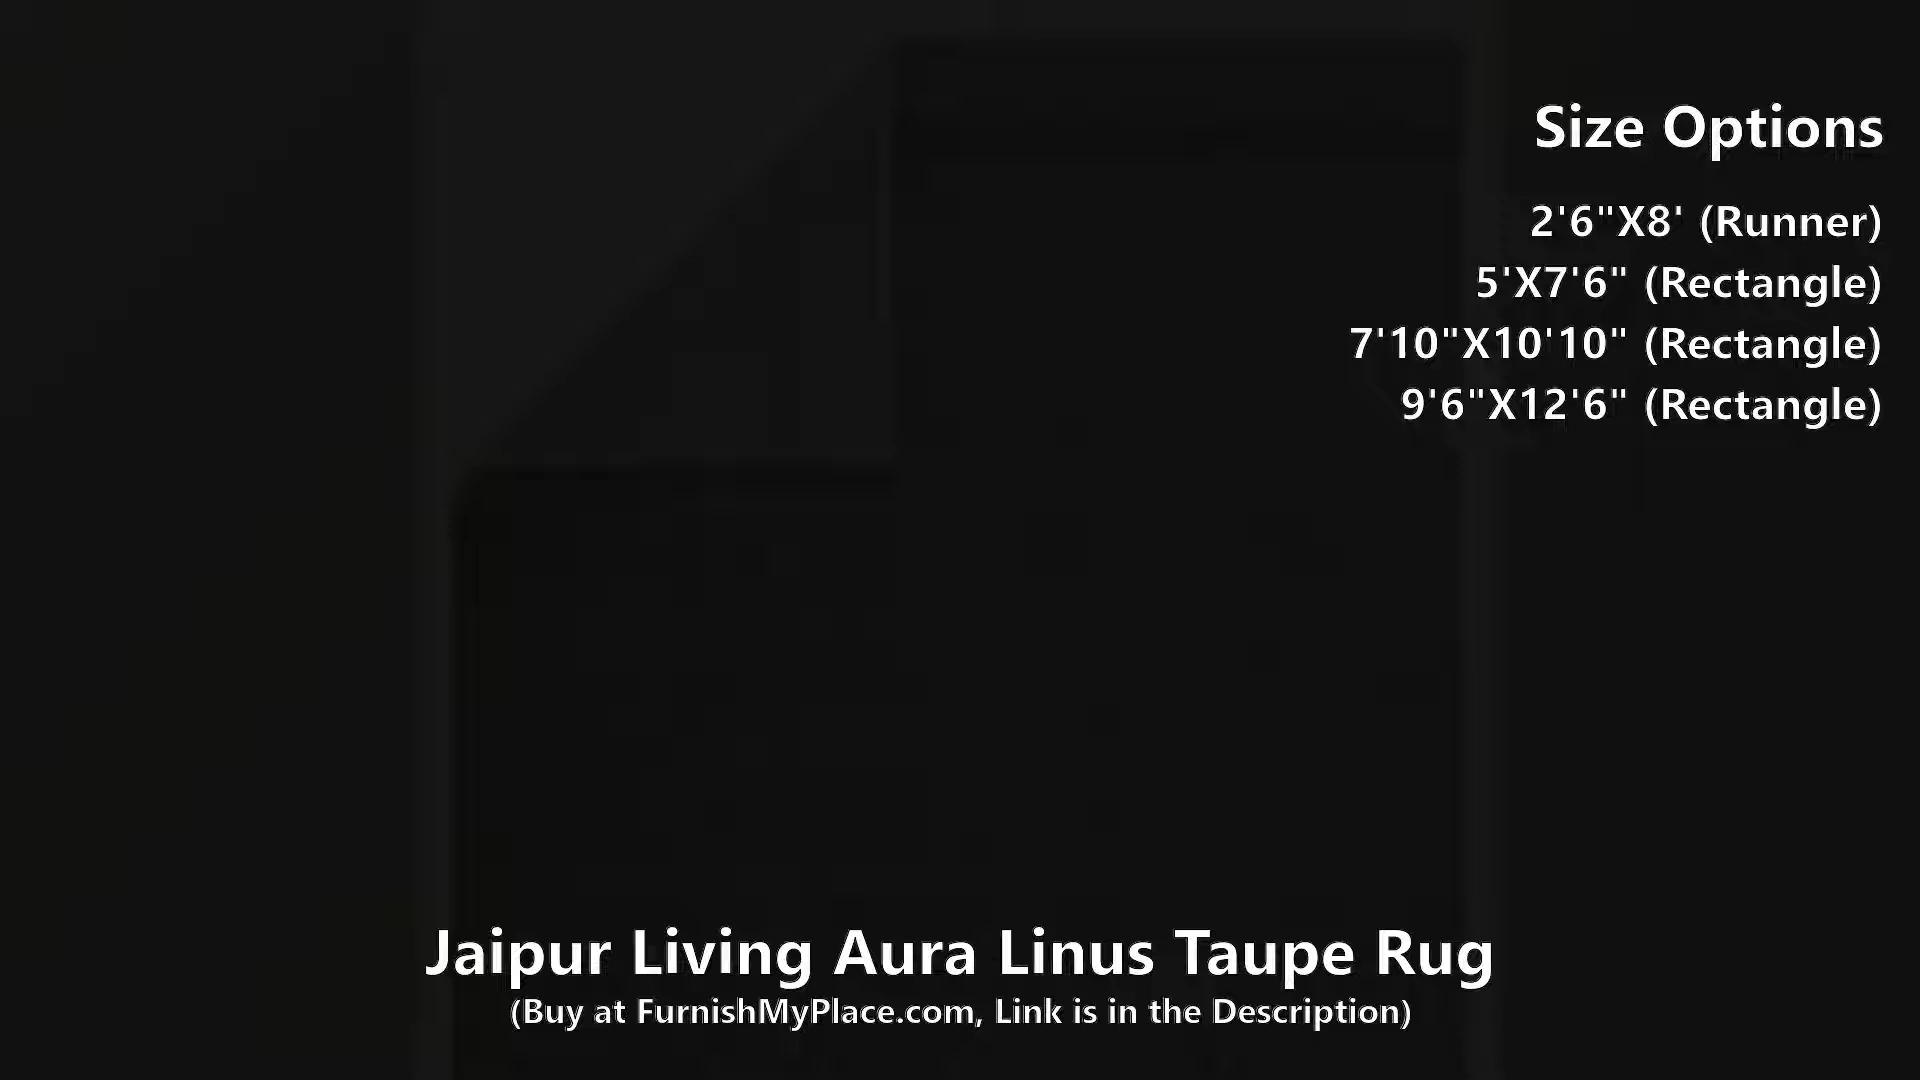 Size Options
2'6"X8' (Runner)
5'X7'6" (Rectangle)
7'10"X10'10" (Rectangle)
9'6"X12'6" (Rectangle)
Jaipur Living Aura Linus Taupe Rug
(Buy at FurnishMyPlace.com, Link is in the Description)